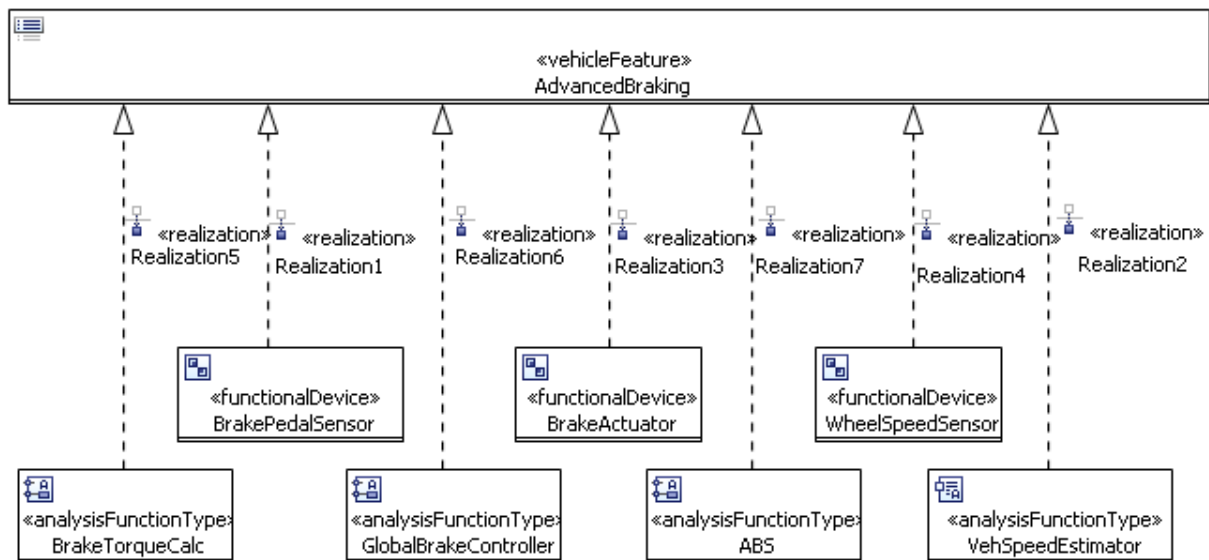 «vehicleFeature»
AdvancedBraking
«realization»
Realization5
«realization»
Realization1
«realization»
Realization6
«realization»
Realization3
«realization»
Realization7
«realization»
Realization4
«realization»
Realization2
«functionalDevice»
BrakePedalSensor
«functionalDevice»
BrakeActuator
«functionalDevice»
WheelSpeedSensor
«analysisFunctionType»
BrakeTorqueCalc
«analysisFunctionType»
GlobalBrakeController
«analysisFunctionType»
ABS
«analysisFunctionType»
VehSpeedEstimator